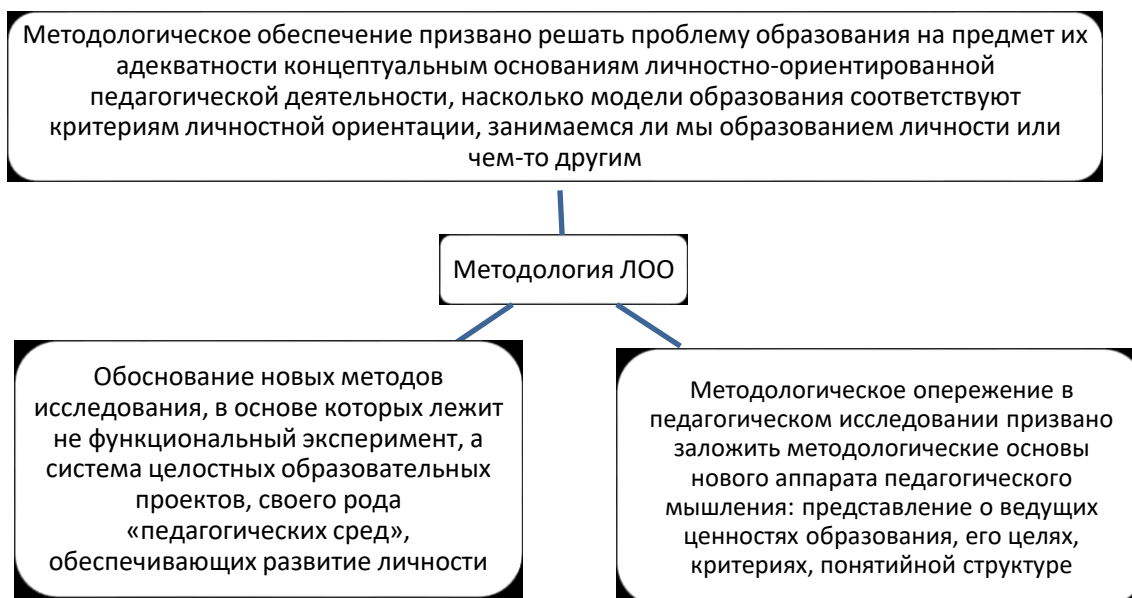 Методологическое обеспечение призвано решать проблему образования на предмет их
адекватности концептуальным основаниям личностно-ориентированной
педагогической деятельности, насколько модели образования соответствуют
критериям личностной ориентации, занимаемся ли мы образованием личности или
чем-то другим
Методология ЛОО
Обоснование новых методов
исследования, в основе которых лежит
не функциональный эксперимент, а
система целостных образовательных
проектов, своего рода
«педагогических сред»,
обеспечивающих развитие личности
Методологическое опережение в
педагогическом исследовании призвано
заложить методологические основы
нового аппарата педагогического
мышления: представление о ведущих
ценностях образования, его целях,
критериях, понятийной структуре